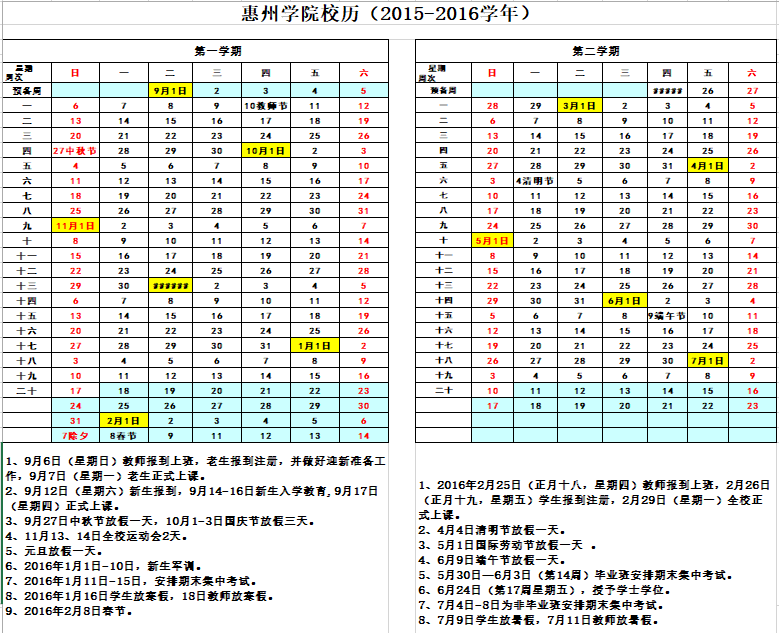 惠州学院校历（2015-2016学年）
第一学期
星期 周次 日 一 二 三 四 五 六
预备周 9月1日 2 3 4 5
一 6 7 8 9 10教师节 11 12
二 13 14 15 16 17 18 19
三 20 21 22 23 24 25 26
四 27中秋节 28 29 30 10月1日 2 3
五 4 5 6 7 8 9 10
六 11 12 13 14 15 16 17
七 18 19 20 21 22 23 24
八 25 26 27 28 29 30 31
九 11月1日 2 3 4 5 6 7
十 8 9 10 11 12 13 14
十一 15 16 17 18 19 20 21
十二 22 23 24 25 26 27 28
十三 29 30 ###### 2 3 4 5
十四 6 7 8 9 10 11 12
十五 13 14 15 16 17 18 19
十六 20 21 22 23 24 25 26
十七 27 28 29 30 31 1月1日 2
十八 3 4 5 6 7 8 9
十九 10 11 12 13 14 15 16
二十 17 18 19 20 21 22 23
24 25 26 27 28 29 30
31 2月1日 2 3 4 5 6
7除夕 8春节 9 10 11 12 13 14
1、9月6日（星期日）教师报到上班，老生报到注册，并做好迎新准备工
作，9月7日（星期一）老生正式上课。
2、9月12日（星期六）新生报到，9月14-16日新生入学教育,9月17日
（星期四）正式上课。
3、9月27日中秋节放假一天，10月1-3日国庆节放假三天。
4、11月13、14日全校运动会2天。
5、元旦放假一天。
6、2016年1月1日-10日，新生军训。
7、2016年1月11日-15日，安排期末集中考试。
8、2016年1月16日学生放寒假，18日教师放寒假。
9、2016年2月8日春节。
第二学期
星期 周次 日 一 二 三 四 五 六
预备周 ##### 26 27
一 28 29 3月1日 2 3 4 5
二 6 7 8 9 10 11 12
三 13 14 15 16 17 18 19
四 20 21 22 23 24 25 26
五 27 28 29 30 31 4月1日 2
六 3 4清明节 5 6 7 8 9
七 10 11 12 13 14 15 16
八 17 18 19 20 21 22 23
九 24 25 26 27 28 29 30
十 5月1日 2 3 4 5 6 7
十一 8 9 10 11 12 13 14
十二 15 16 17 18 19 20 21
十三 22 23 24 25 26 27 28
十四 29 30 31 6月1日 2 3 4
十五 5 6 7 8 9端午节 10 11
十六 12 13 14 15 16 17 18
十七 19 20 21 22 23 24 25
十八 26 27 28 29 30 7月1日 2
十九 3 4 5 6 7 8 9
二十 10 11 12 13 14 15 16
17 18 19 20 21 22 23
1、2016年2月25日（正月十八，星期四）教师报到上班，2月26日
（正月十九，星期五）学生报到注册，2月29日（星期一）全校正
式上课。
2、4月4日清明节放假一天。
3、5月1日国际劳动节放假一天 。
4、6月9日端午节放假一天。
5、5月30日—6月3日（第14周）毕业班安排期末集中考试。
6、6月24日（第17周星期五），授予学士学位。
7、7月4日-8日为非毕业班安排期末集中考试。
8、7月9日学生放暑假，7月11日教师放暑假。